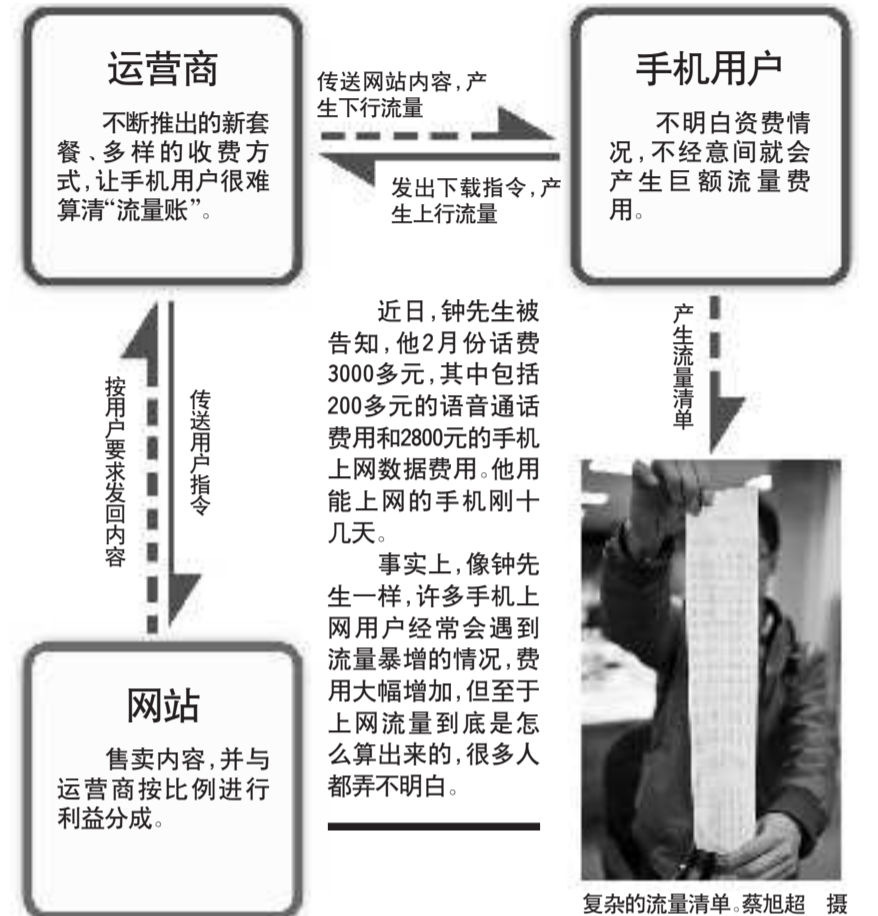 运营商
不断推出的新套
餐、多样的收费方
式,让手机用户很难
算清“流量账”。
传送网站内容,产
生下行流量
发出下载指令,产
生上行流量
手机用户
不明白资费情
况,不经意间就会
产生巨额流量费
用。
按用户要求发回内容
传送用户指令
近日,钟先生被
告知,他2月份话费
3000多元,其中包括
200多元的语音通话
费用和2800元的手机
上网数据费用。他用
能上网的手机刚十
几天。
事实上,像钟先
生一样,许多手机上
网用户经常会遇到
流量暴增的情况,费
用大幅增加,但至于
上网流量到底是怎
么算出来的,很多人
都弄不明白。
产生流量清单
网站
售卖内容,并与
运营商按比例进行
利益分成。
复杂的流量清单。蔡旭超 摄